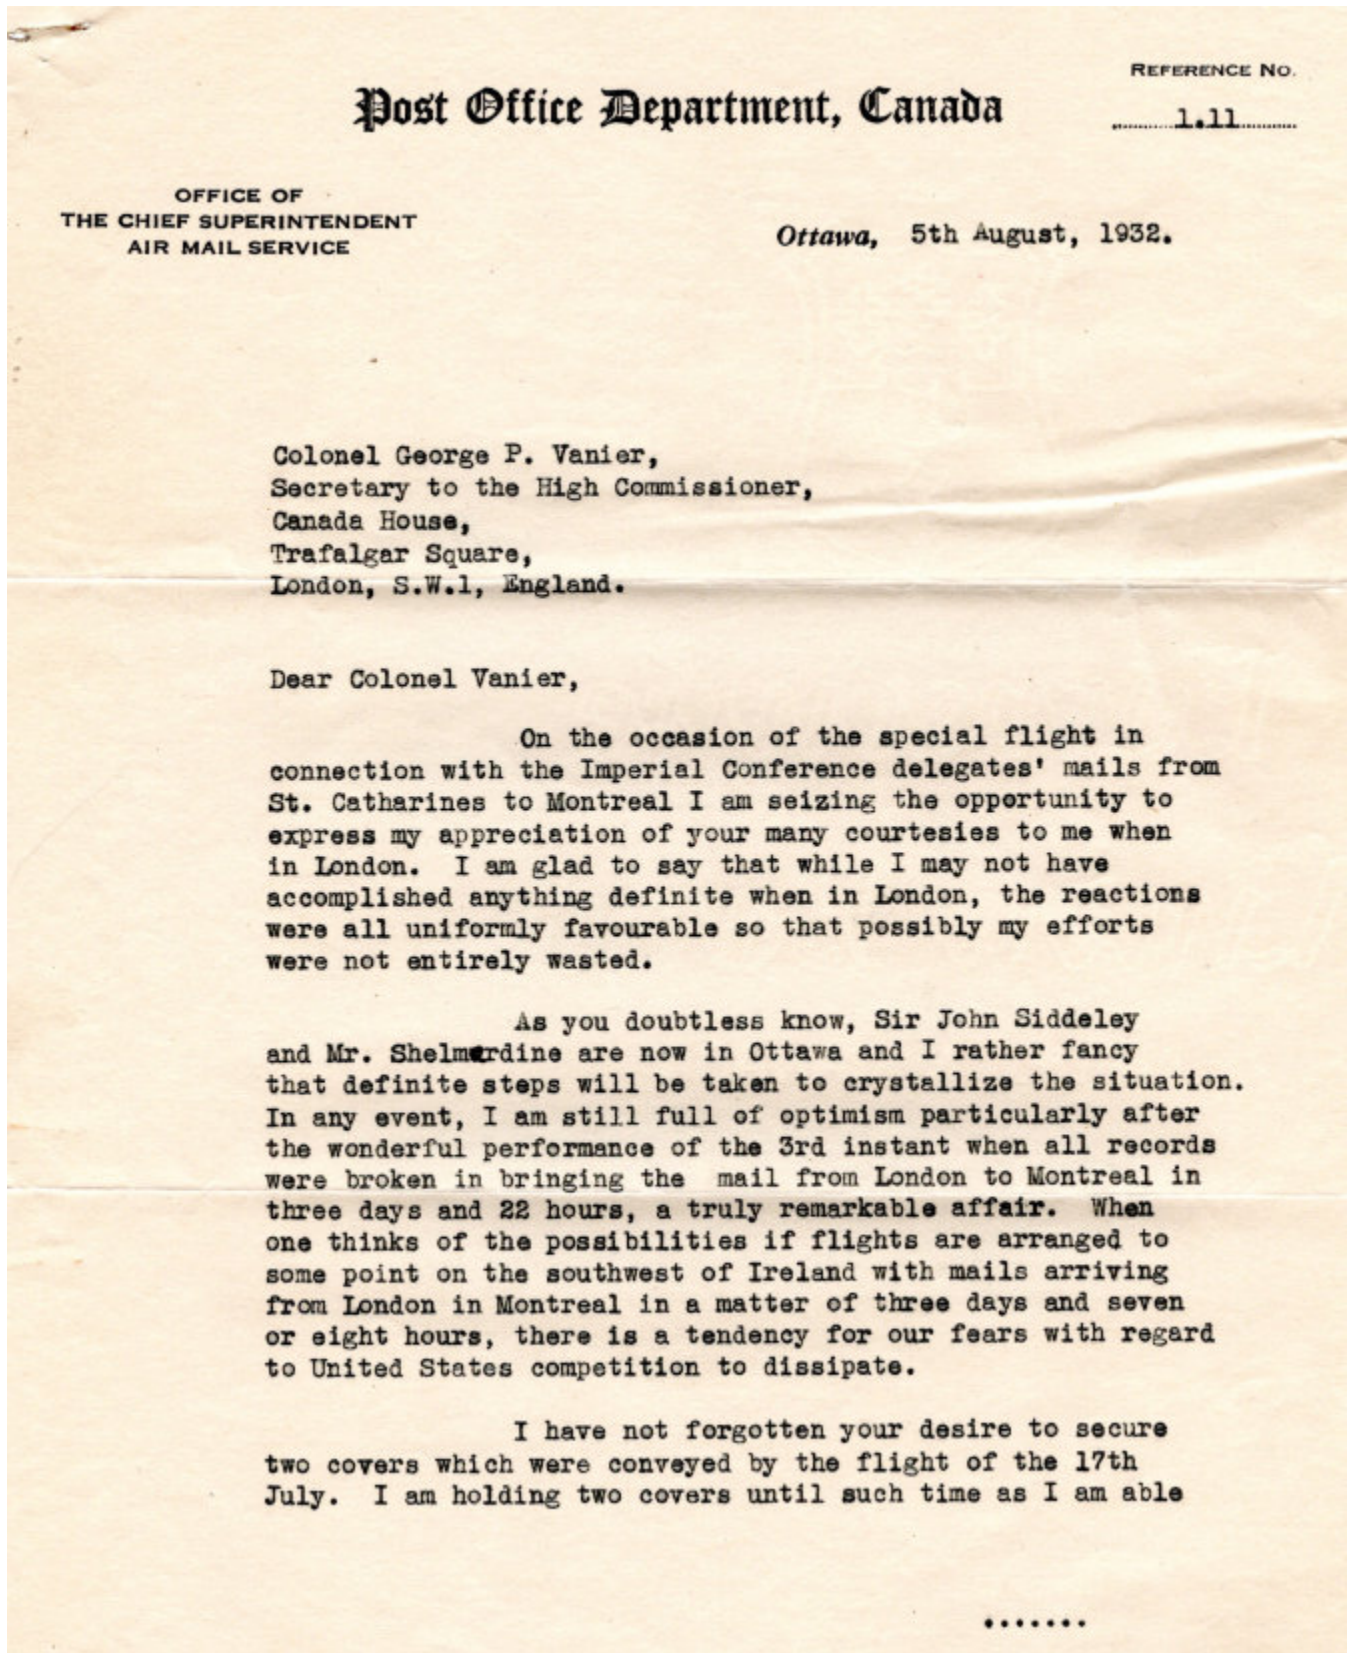 REFERENCE NO.
Post Office Department, Canada
1.11
OFFICE OF
THE CHIEF SUPERINTENDENT
AIR MAIL SERVICE
Ottawa, 5th August, 1932.
Colonel George P. Vanier,
Secretary to the High Commissioner,
Canada House,
Trafalgar Square,
London, S.W.1, England.
Dear Colonel Vanier,
On the occasion of the special flight in
connection with the Imperial Conference delegates' mails from
St. Catharines to Montreal I am seizing the opportunity to
express my appreciation of your many courtesies to me when
in London. I am glad to say that while I may not have
accomplished anything definite when in London, the reactions
were all uniformly favourable so that possibly my efforts
were not entirely wasted.
As you doubtless know, Sir John Siddeley
and Mr. Shelmerdine are now in Ottawa and I rather fancy
that definite steps will be taken to crystallize the situation.
In any event, I am still full of optimism particularly after
the wonderful performance of the 3rd instant when all records
were broken in bringing the mail from London to Montreal in
three days and 22 hours, a truly remarkable affair. When
one thinks of the possibilities if flights are arranged to
some point on the southwest of Ireland with mails arriving
from London in Montreal in a matter of three days and seven
or eight hours, there is a tendency for our fears with regard
to United States competition to dissipate.
I have not forgotten your desire to secure
two covers which were conveyed by the flight of the 17th
July. I am holding two covers until such time as I am able
.......